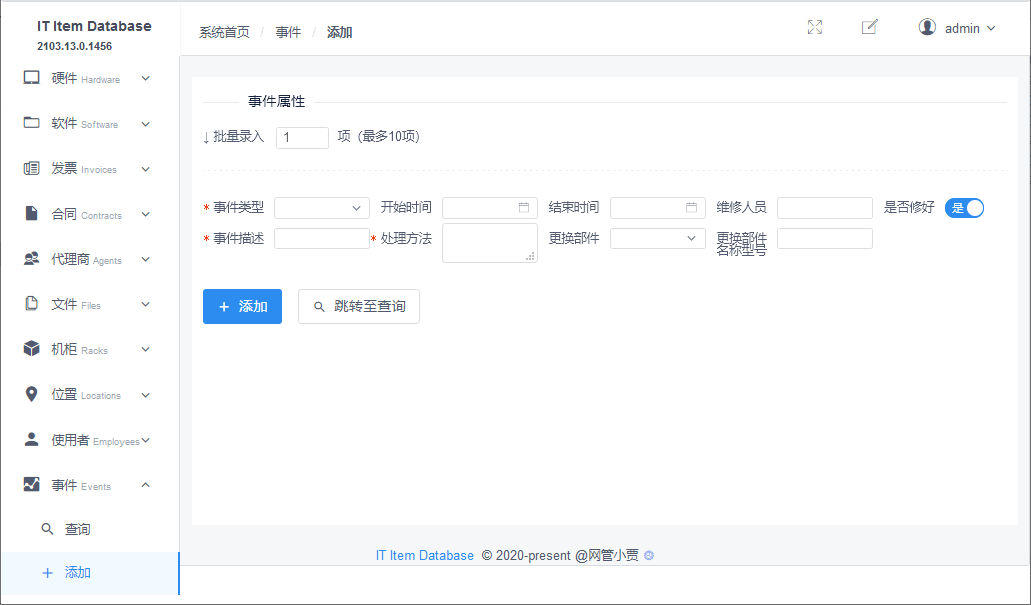 IT Item Database
2103.13.0.1456
硬件 Hardware
软件 Software
发票 Invoices
合同 Contracts
代理商 Agents
文件 Files
机柜 Racks
位置 Locations
使用者 Employees
事件 Events
查询
+ 添加
系统首页 / 事件 / 添加
admin
事件属性
↓批量录入 1 项（最多10项）
* 事件类型 开始时间 结束时间 维修人员 是否修好 是
* 事件描述 * 处理方法 更换部件 更换部件
名称型号
+ 添加 跳转至查询
IT Item Database © 2020-present @网管小贾